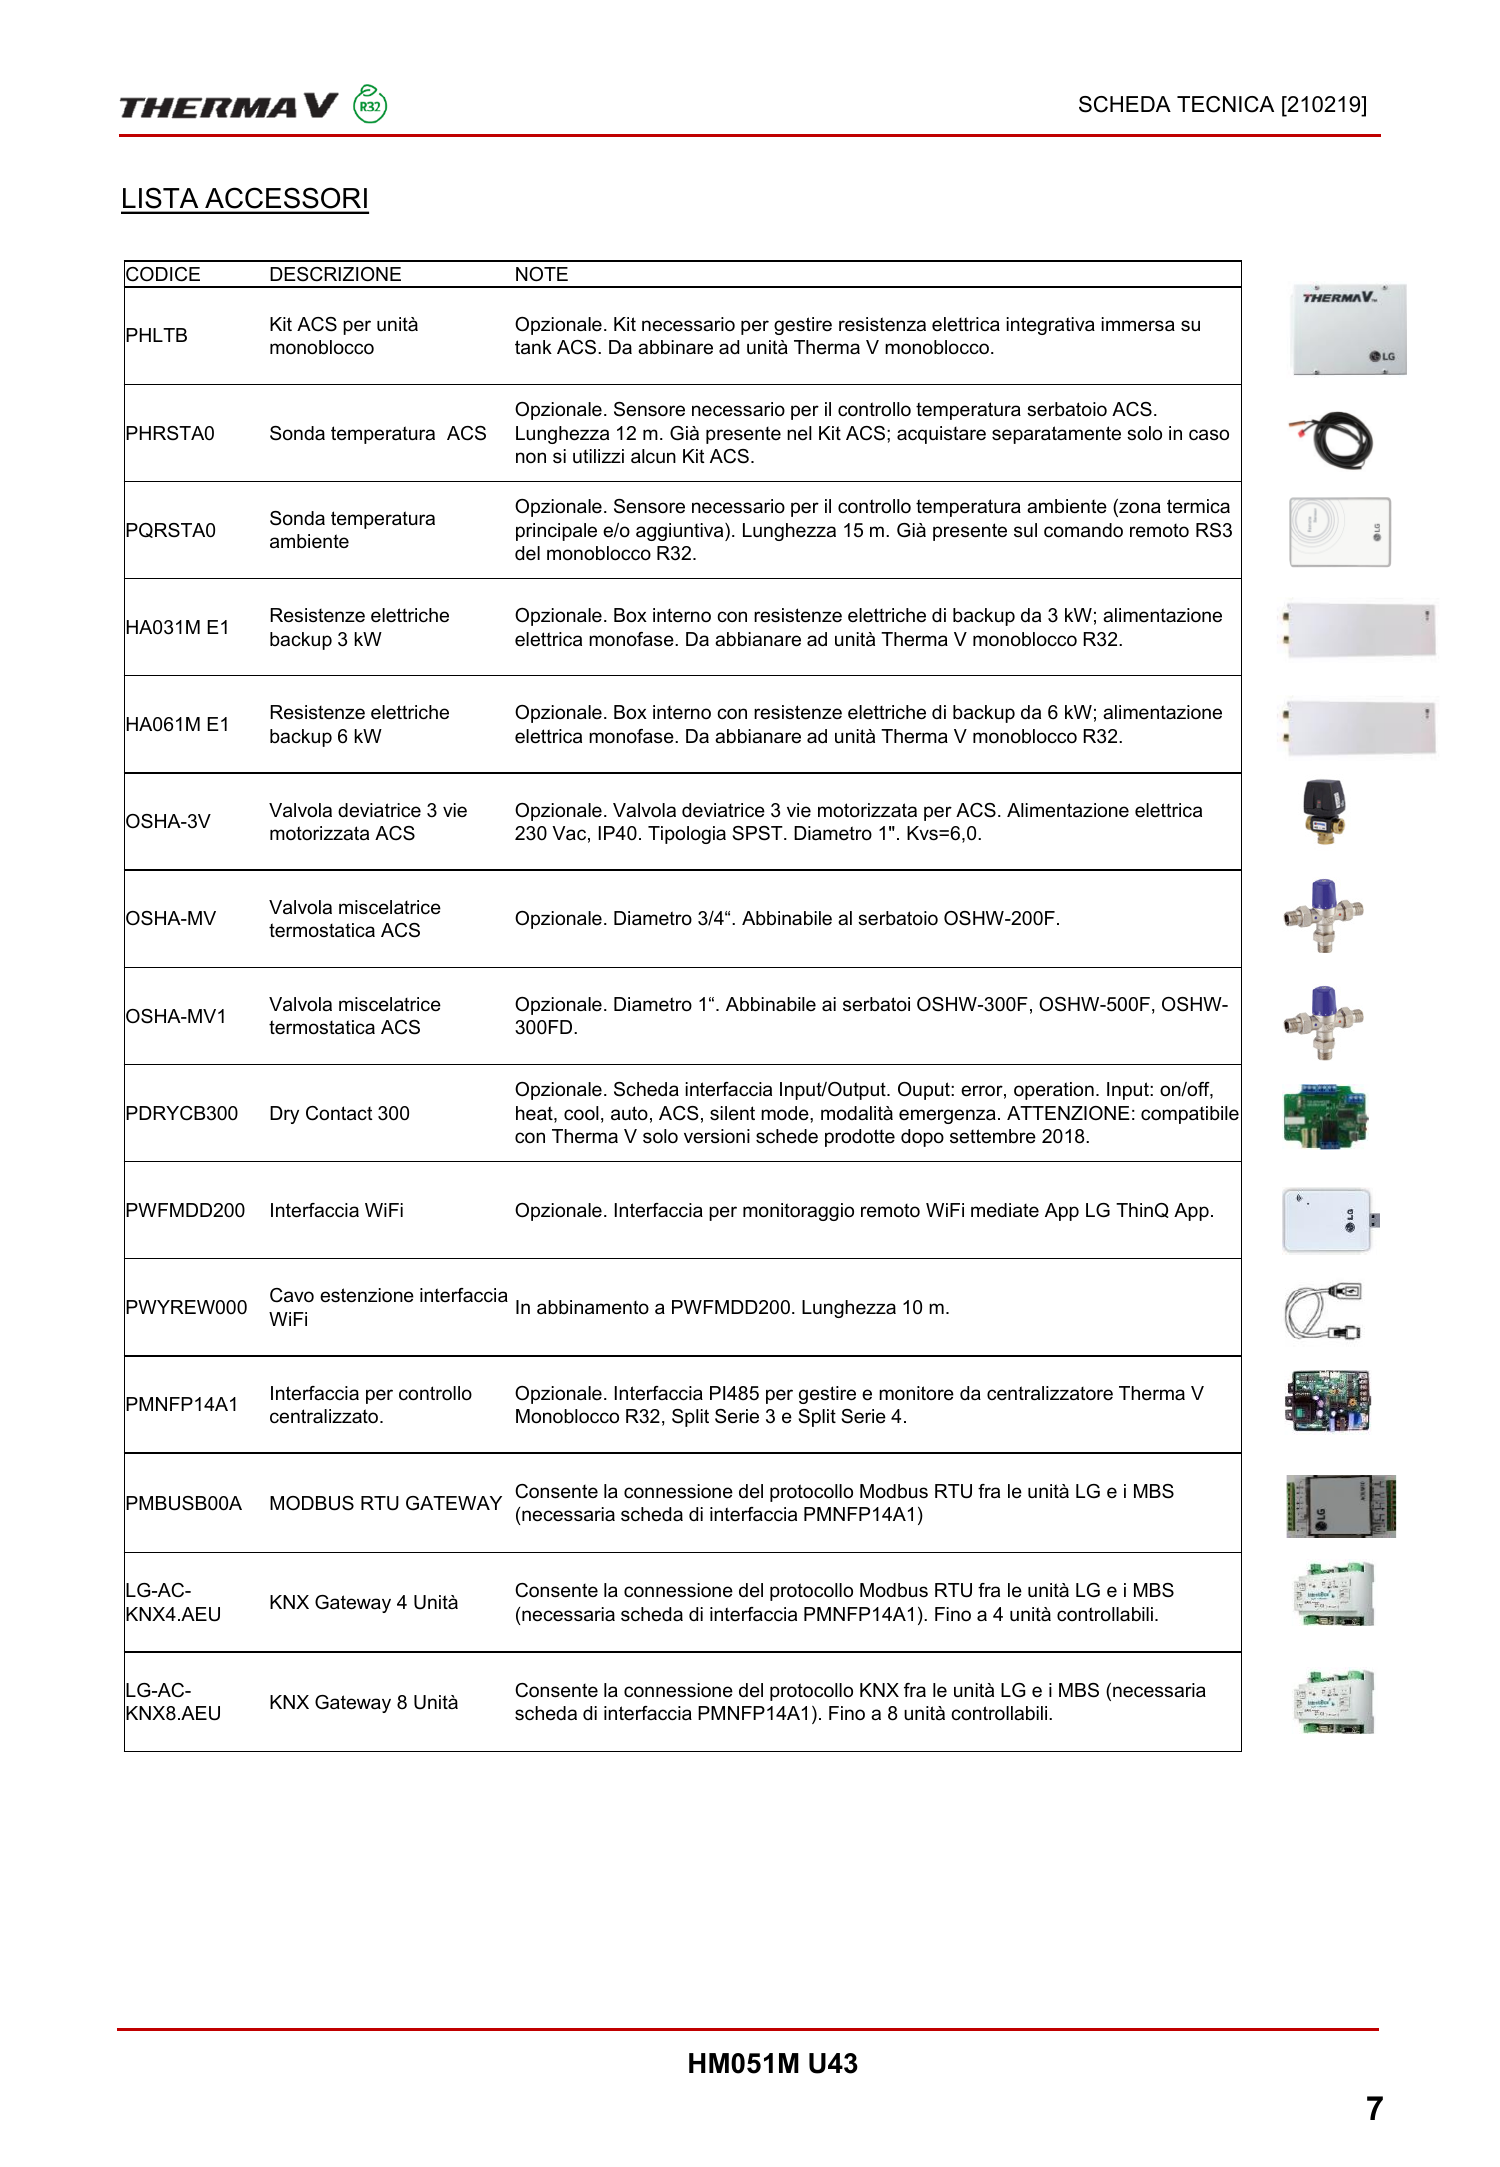 THERMA V R32
SCHEDA TECNICA [210219]
LISTA ACCESSORI
CODICE DESCRIZIONE NOTE
PHLTB
Kit ACS per unità
monoblocco
Opzionale. Kit necessario per gestire resistenza elettrica integrativa immersa su
tank ACS. Da abbinare ad unità Therma V monoblocco.
THERMA V
LG
PHRSTA0
Sonda temperatura  ACS
Opzionale. Sensore necessario per il controllo temperatura serbatoio ACS.
Lunghezza 12 m. Già presente nel Kit ACS; acquistare separatamente solo in caso
non si utilizzi alcun Kit ACS.
PQRSTA0
Sonda temperatura
ambiente
Opzionale. Sensore necessario per il controllo temperatura ambiente (zona termica
principale e/o aggiuntiva). Lunghezza 15 m. Già presente sul comando remoto RS3
del monoblocco R32.
LG
HA031M E1
Resistenze elettriche
backup 3 kW
Opzionale. Box interno con resistenze elettriche di backup da 3 kW; alimentazione
elettrica monofase. Da abbianare ad unità Therma V monoblocco R32.
HA061M E1
Resistenze elettriche
backup 6 kW
Opzionale. Box interno con resistenze elettriche di backup da 6 kW; alimentazione
elettrica monofase. Da abbianare ad unità Therma V monoblocco R32.
OSHA-3V
Valvola deviatrice 3 vie
motorizzata ACS
Opzionale. Valvola deviatrice 3 vie motorizzata per ACS. Alimentazione elettrica
230 Vac, IP40. Tipologia SPST. Diametro 1". Kvs=6,0.
OSHA-MV
Valvola miscelatrice
termostatica ACS
Opzionale. Diametro 3/4“. Abbinabile al serbatoio OSHW-200F.
OSHA-MV1
Valvola miscelatrice
termostatica ACS
Opzionale. Diametro 1“. Abbinabile ai serbatoi OSHW-300F, OSHW-500F, OSHW-
300FD.
PDRYCB300
Dry Contact 300
Opzionale. Scheda interfaccia Input/Output. Ouput: error, operation. Input: on/off,
heat, cool, auto, ACS, silent mode, modalità emergenza. ATTENZIONE: compatibile
con Therma V solo versioni schede prodotte dopo settembre 2018.
PWFMDD200
Interfaccia WiFi
Opzionale. Interfaccia per monitoraggio remoto WiFi mediate App LG ThinQ App.
LG
PWYREW000
Cavo estenzione interfaccia
WiFi
In abbinamento a PWFMDD200. Lunghezza 10 m.
PMNFP14A1
Interfaccia per controllo
centralizzato.
Opzionale. Interfaccia PI485 per gestire e monitore da centralizzatore Therma V
Monoblocco R32, Split Serie 3 e Split Serie 4.
PMBUSB00A
MODBUS RTU GATEWAY
Consente la connessione del protocollo Modbus RTU fra le unità LG e i MBS
(necessaria scheda di interfaccia PMNFP14A1)
LG
LG-AC-
KNX4.AEU
KNX Gateway 4 Unità
Consente la connessione del protocollo Modbus RTU fra le unità LG e i MBS
(necessaria scheda di interfaccia PMNFP14A1). Fino a 4 unità controllabili.
LG-AC-
KNX8.AEU
KNX Gateway 8 Unità
Consente la connessione del protocollo KNX fra le unità LG e i MBS (necessaria
scheda di interfaccia PMNFP14A1). Fino a 8 unità controllabili.
HM051M U43
7